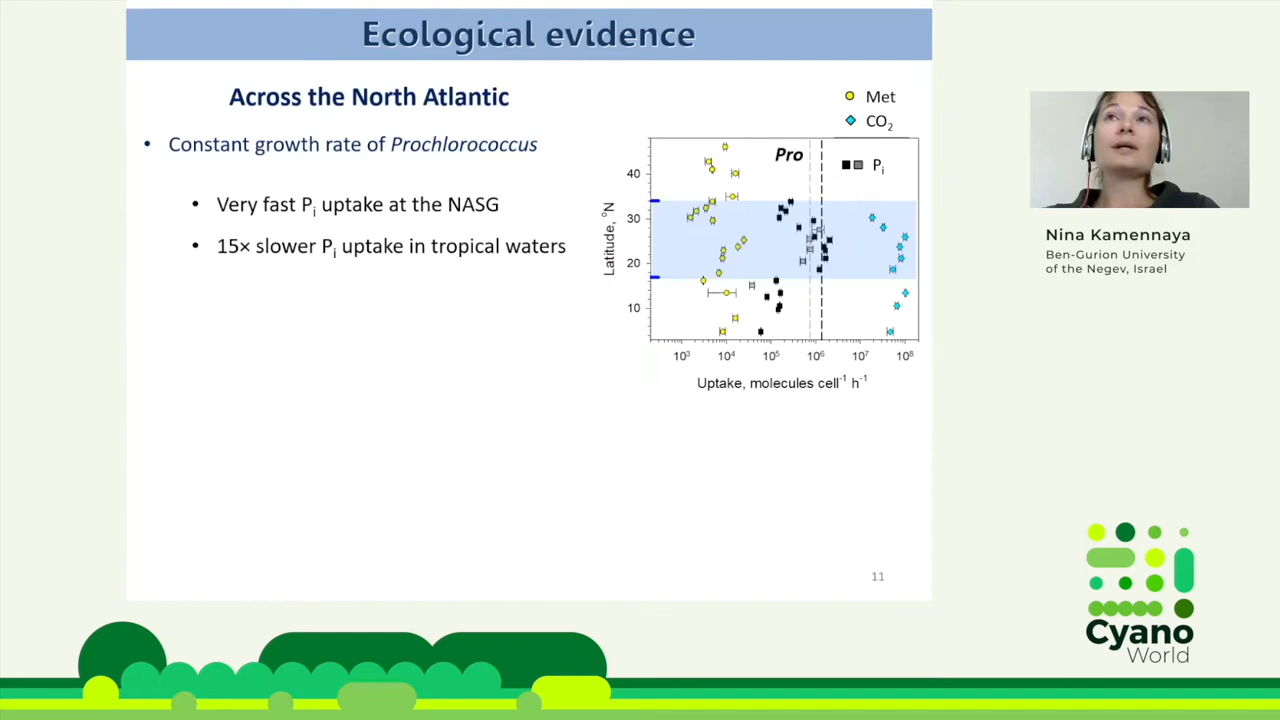 Ecological evidence
Across the North Atlantic
• Constant growth rate of Prochlorococcus
• Very fast Pi uptake at the NASG
• 15× slower Pi uptake in tropical waters
Met
CO2
Pro
Pi
40
30
20
10
Latitude, °N
10³ 10⁴ 10⁵ 10⁶ 10⁷ 10⁸
Uptake, molecules cell⁻¹ h⁻¹
11
Nina Kamennaya
Ben-Gurion University
of the Negev, Israel
Cyano
World